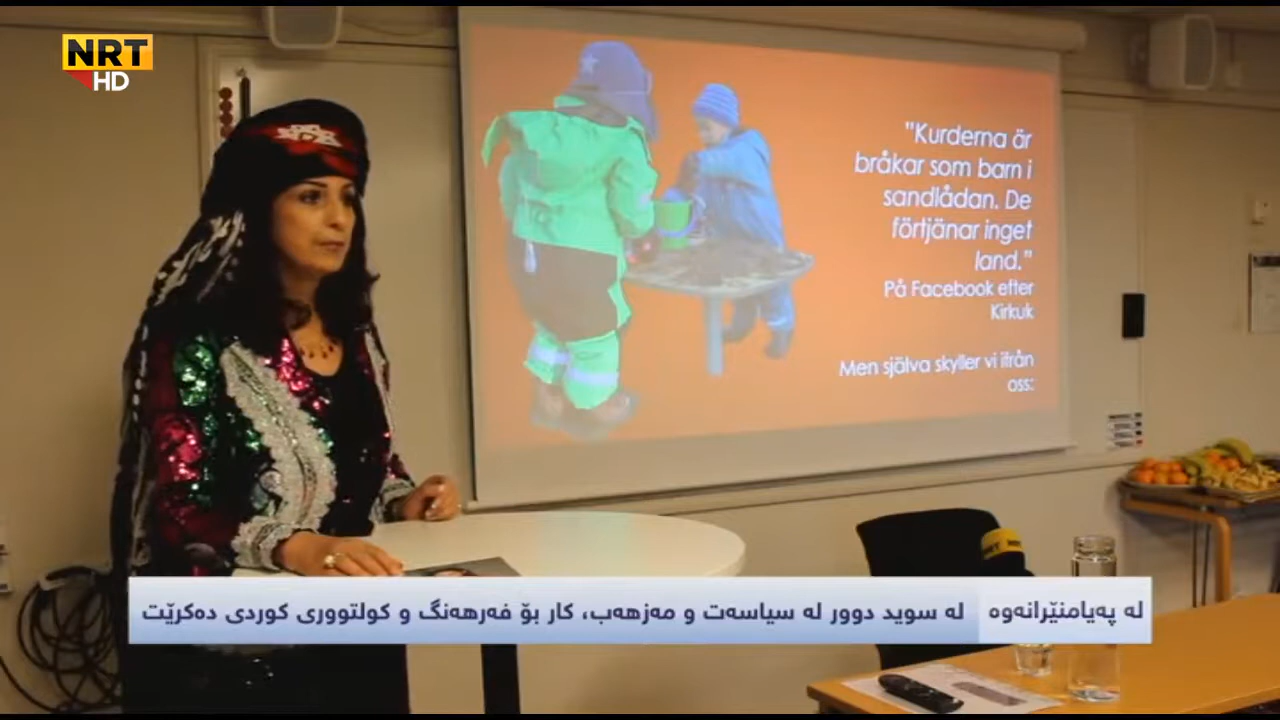 NRT
HD
"Kurderna är
bråkar som barn i
sandlådan. De
förtjänar inget
land."
På Facebook efter
Kirkuk
Men själva skyller vi ifrån
oss:
NRT
لە پەیامنێرانەوە
لە سوید دوور لە سیاسەت و مەزهەب، کار بۆ فەرهەنگ و کولتووری کوردی دەکرێت